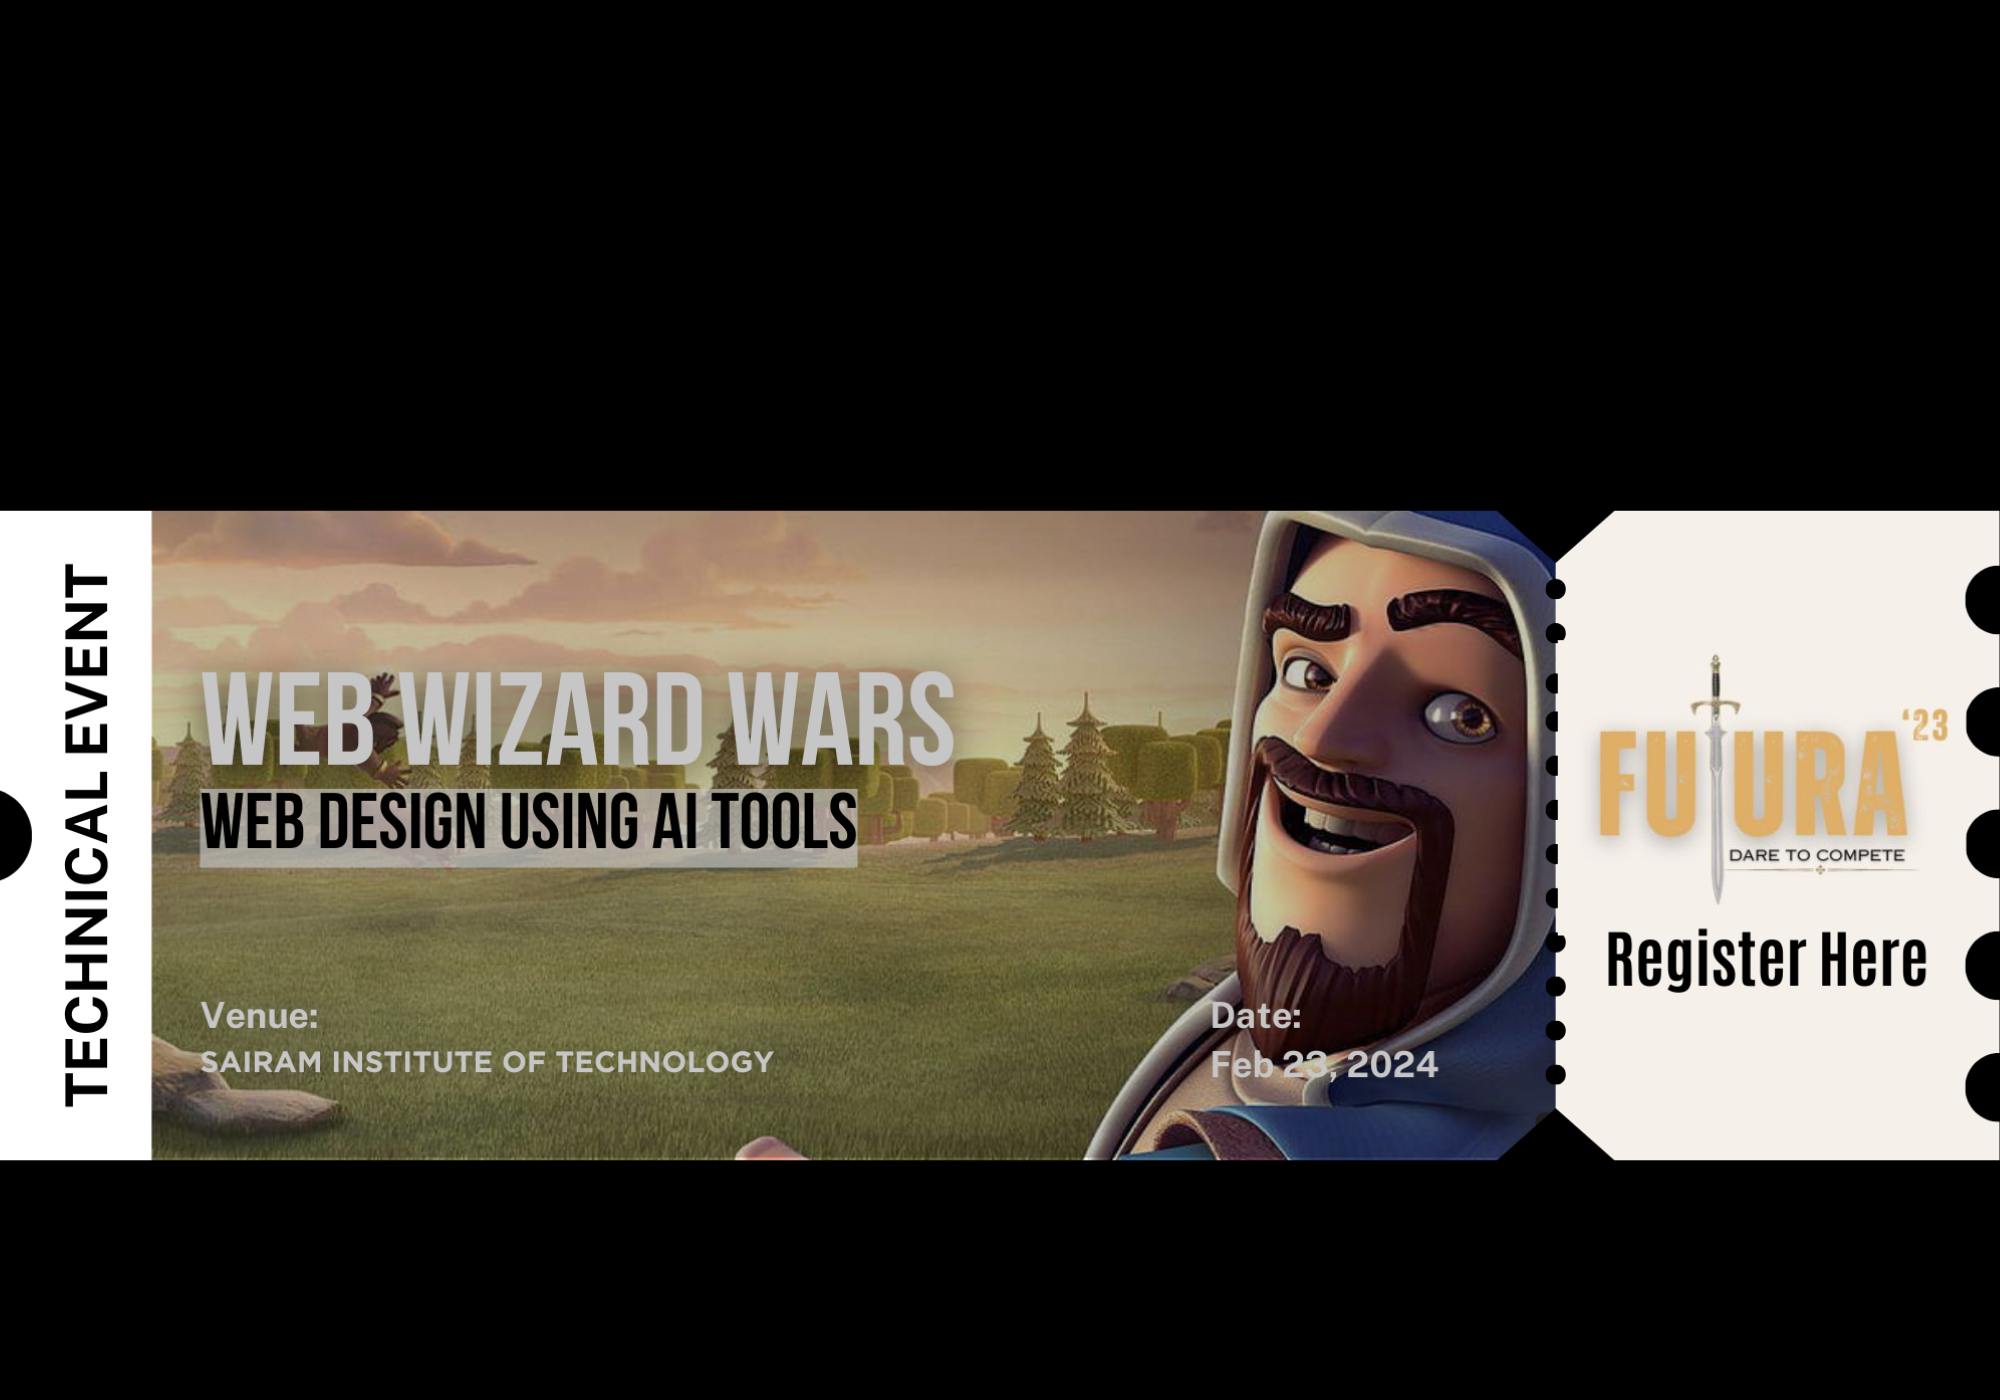 TECHNICAL EVENT
WEB WIZARD WARS
WEB DESIGN USING AI TOOLS
Venue:
SAIRAM INSTITUTE OF TECHNOLOGY
Date:
Feb 23, 2024
FUTURA ‘23
DARE TO COMPETE
Register Here